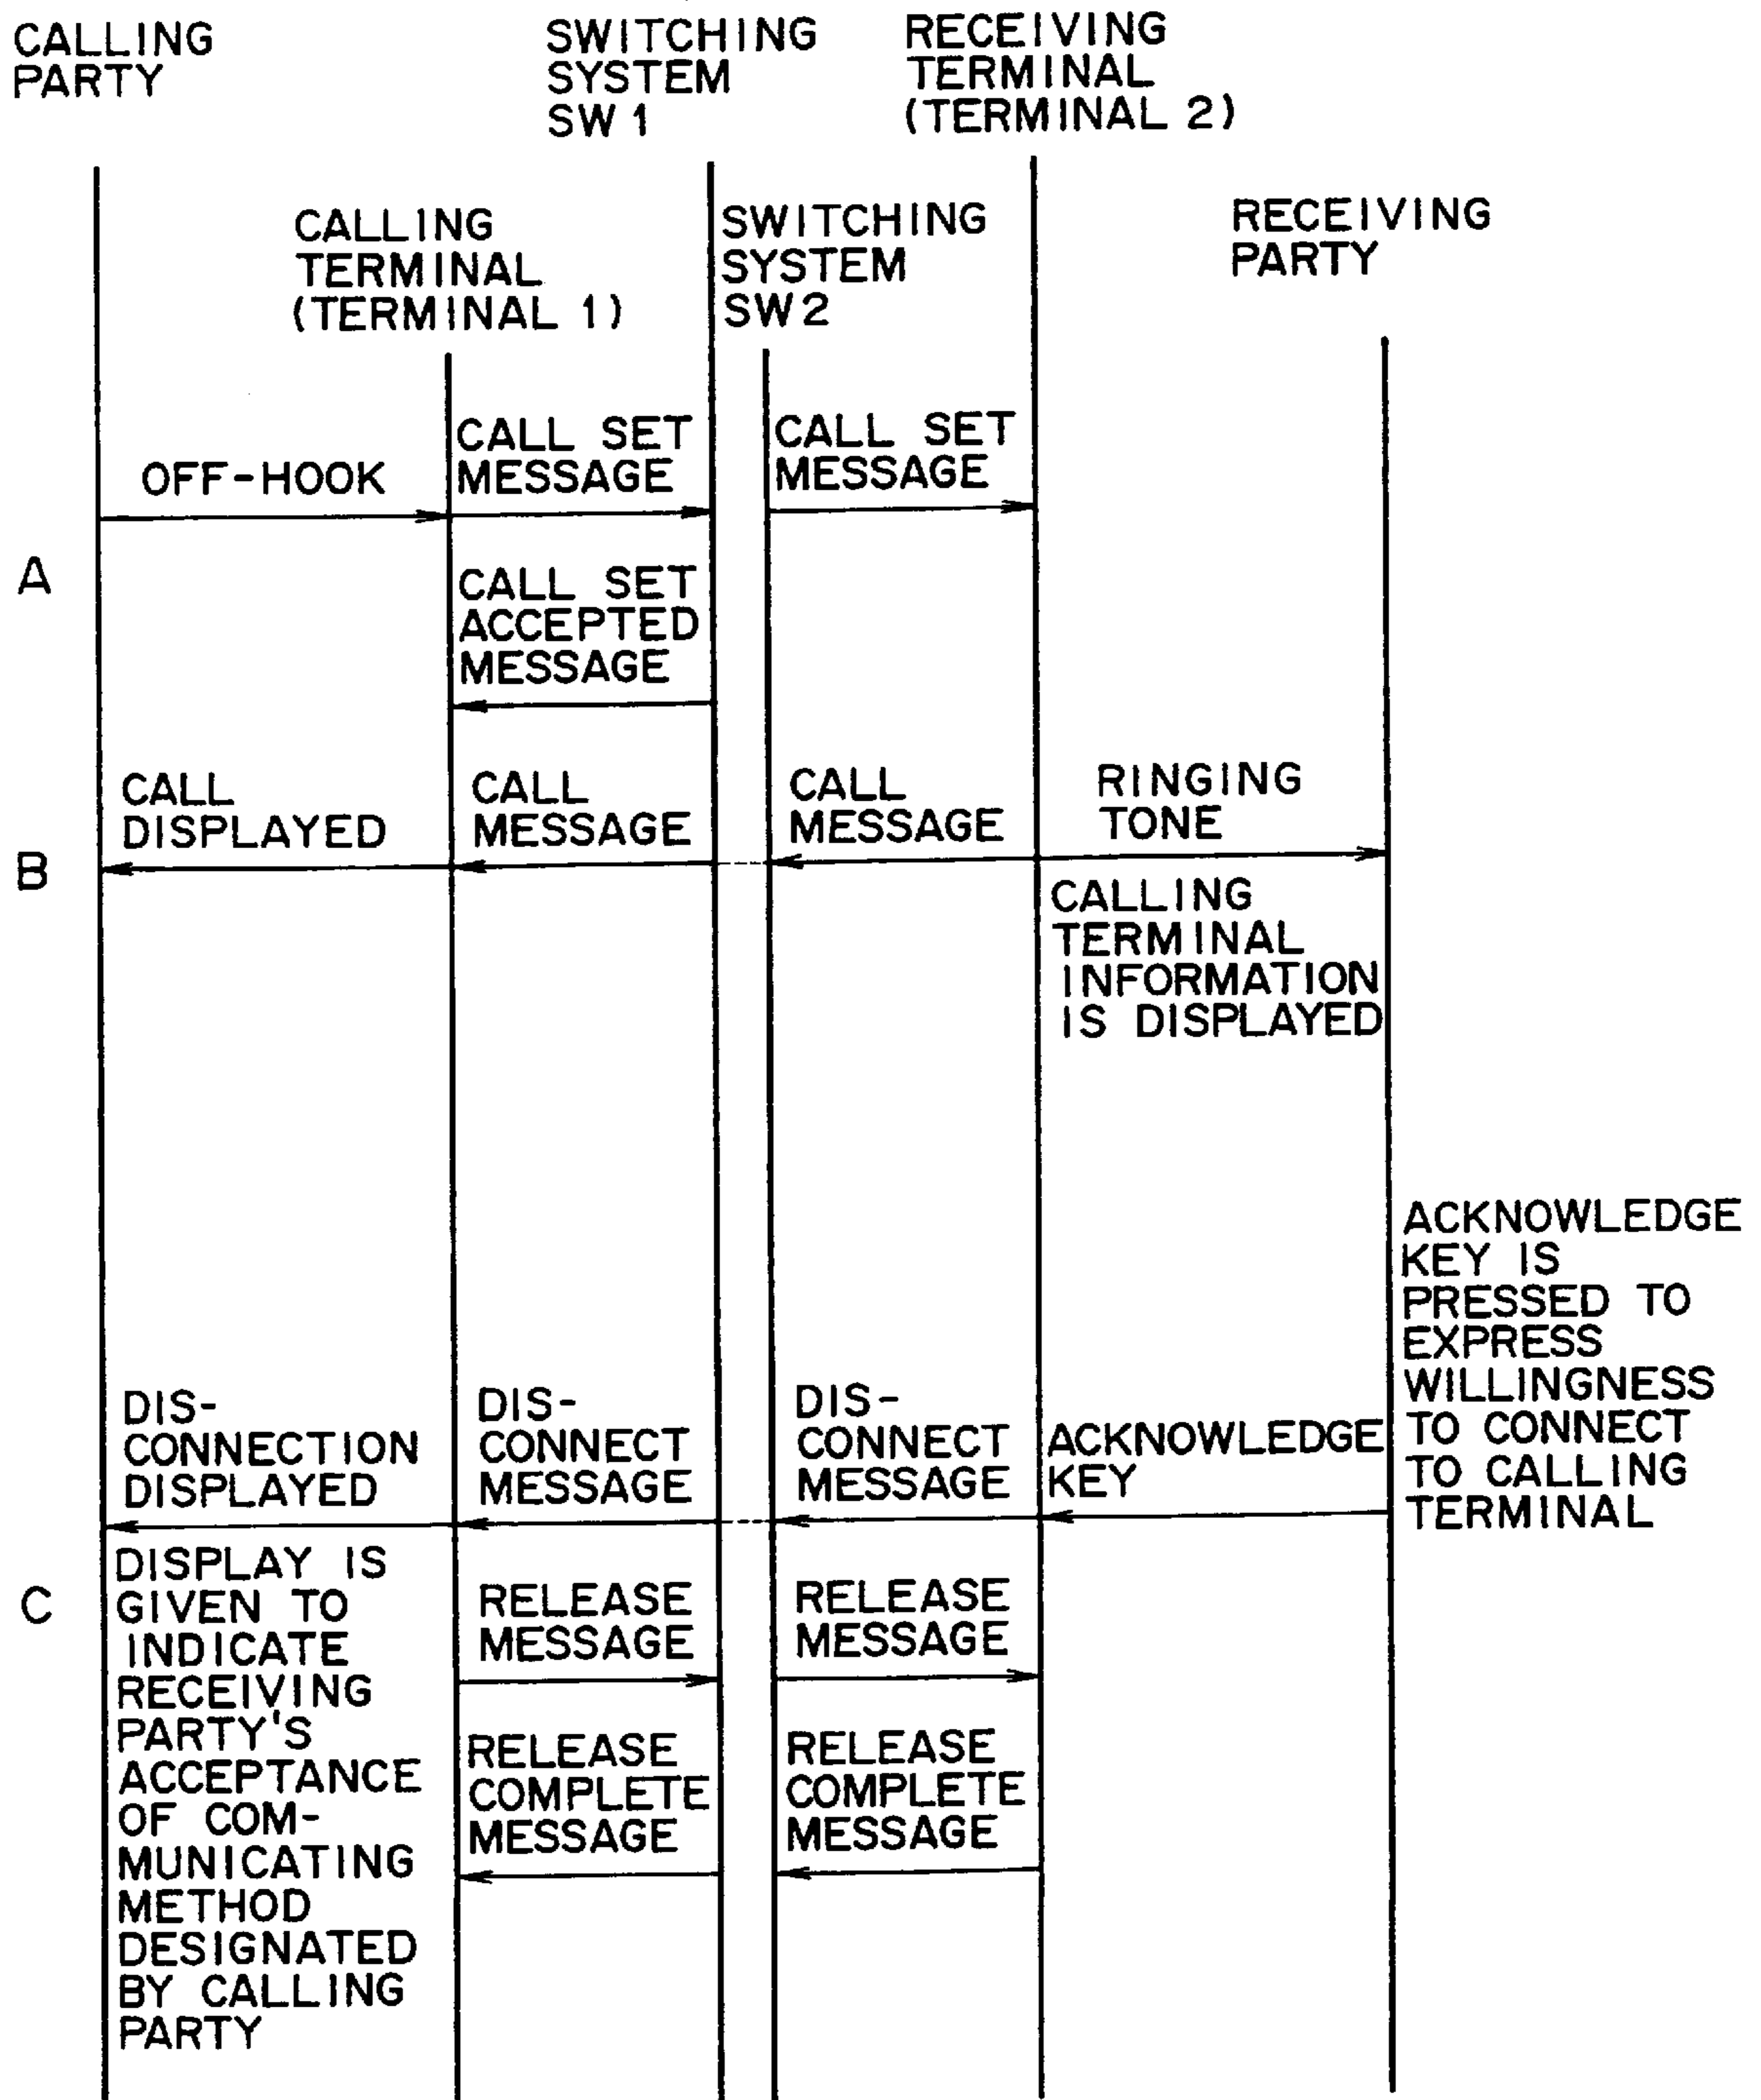 CALLING
PARTY
SWITCHING
SYSTEM
SW 1
RECEIVING
TERMINAL
(TERMINAL 2)
CALLING
TERMINAL
(TERMINAL 1)
SWITCHING
SYSTEM
SW2
RECEIVING
PARTY
OFF-HOOK
CALL SET
MESSAGE
CALL SET
MESSAGE
A
CALL SET
ACCEPTED
MESSAGE
CALL
DISPLAYED
CALL
MESSAGE
CALL
MESSAGE
RINGING
TONE
B
CALLING
TERMINAL
INFORMATION
IS DISPLAYED
ACKNOWLEDGE
KEY IS
PRESSED TO
EXPRESS
WILLINGNESS
TO CONNECT
TO CALLING
TERMINAL
DIS-
CONNECTION
DISPLAYED
DIS-
CONNECT
MESSAGE
DIS-
CONNECT
MESSAGE
ACKNOWLEDGE
KEY
C
DISPLAY IS
GIVEN TO
INDICATE
RECEIVING
PARTY'S
ACCEPTANCE
OF COM-
MUNICATING
METHOD
DESIGNATED
BY CALLING
PARTY
RELEASE
MESSAGE
RELEASE
MESSAGE
RELEASE
COMPLETE
MESSAGE
RELEASE
COMPLETE
MESSAGE